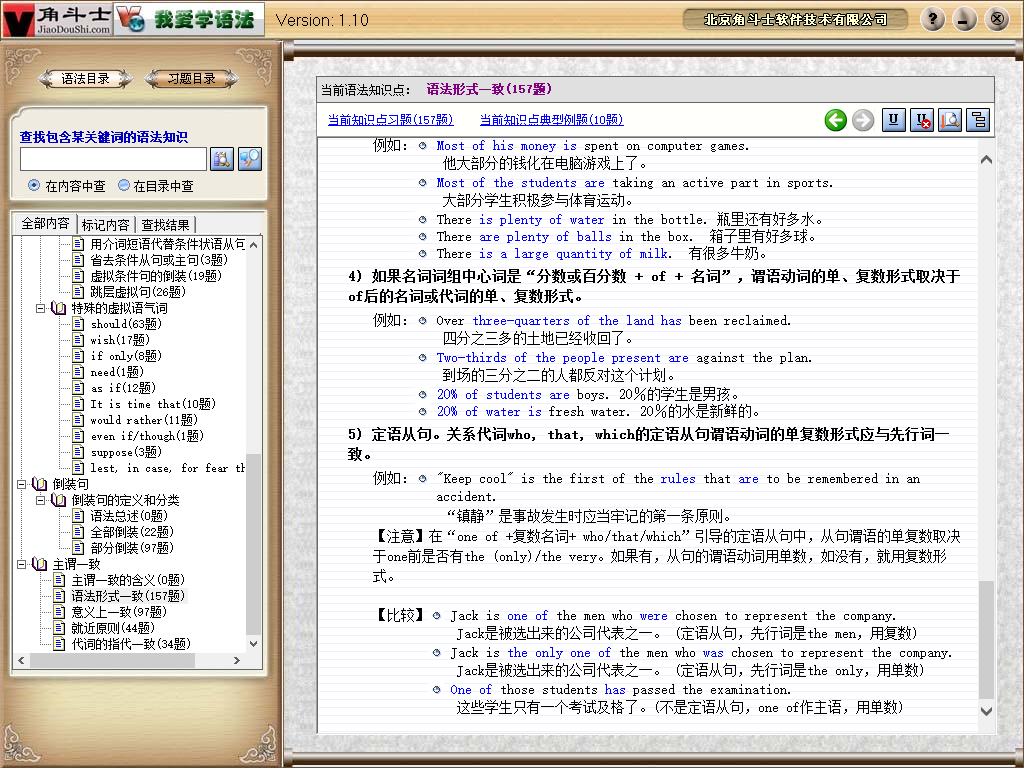 角斗士
JiaoDouShi.com
我爱学语法
Version: 1.10
北京角斗士软件技术有限公司
语法目录
习题目录
查找包含某关键词的语法知识
在内容中查
在目录中查
全部内容
标记内容
查找结果
用介词短语代替条件状语从句
省去条件从句或主句(3题)
虚拟条件句的倒装(19题)
跳层虚拟句(26题)
特殊的虚拟语气词
should(63题)
wish(17题)
if only(8题)
need(1题)
as if(12题)
It is time that(10题)
would rather(11题)
even if/though(1题)
suppose(3题)
lest, in case, for fear th
倒装句
倒装句的定义和分类
语法总述(0题)
全部倒装(22题)
部分倒装(97题)
主谓一致
主谓一致的含义(0题)
语法形式一致(157题)
意义上一致(97题)
就近原则(44题)
代词的指代一致(34题)
当前语法知识点: 语法形式一致(157题)
当前知识点习题(157题)
当前知识点典型例题(10题)
例如: Most of his money is spent on computer games.
他大部分的钱化在电脑游戏上了。
Most of the students are taking an active part in sports.
大部分学生积极参与体育运动。
There is plenty of water in the bottle. 瓶里还有好多水。
There are plenty of balls in the box. 箱子里有好多球。
There is a large quantity of milk. 有很多牛奶。
4) 如果名词词组中心词是“分数或百分数 + of + 名词”,谓语动词的单、复数形式取决于
of后的名词或代词的单、复数形式。
例如: Over three-quarters of the land has been reclaimed.
四分之三多的土地已经收回了。
Two-thirds of the people present are against the plan.
到场的三分之二的人都反对这个计划。
20% of students are boys. 20%的学生是男孩。
20% of water is fresh water. 20%的水是新鲜的。
5) 定语从句。关系代词who, that, which的定语从句谓语动词的单复数形式应与先行词一
致。
例如: "Keep cool" is the first of the rules that are to be remembered in an
accident.
“镇静”是事故发生时应当牢记的第一条原则。
【注意】在“one of +复数名词+ who/that/which”引导的定语从句中,从句谓语的单复数取决
于one前是否有the (only)/the very。如果有,从句的谓语动词用单数,如没有,就用复数形
式。
【比较】 Jack is one of the men who were chosen to represent the company.
Jack是被选出来的公司代表之一。 (定语从句,先行词是the men,用复数)
Jack is the only one of the men who was chosen to represent the company.
Jack是被选出来的公司代表之一。 (定语从句,先行词是the only,用单数)
One of those students has passed the examination.
这些学生只有一个考试及格了。(不是定语从句,one of作主语,用单数)